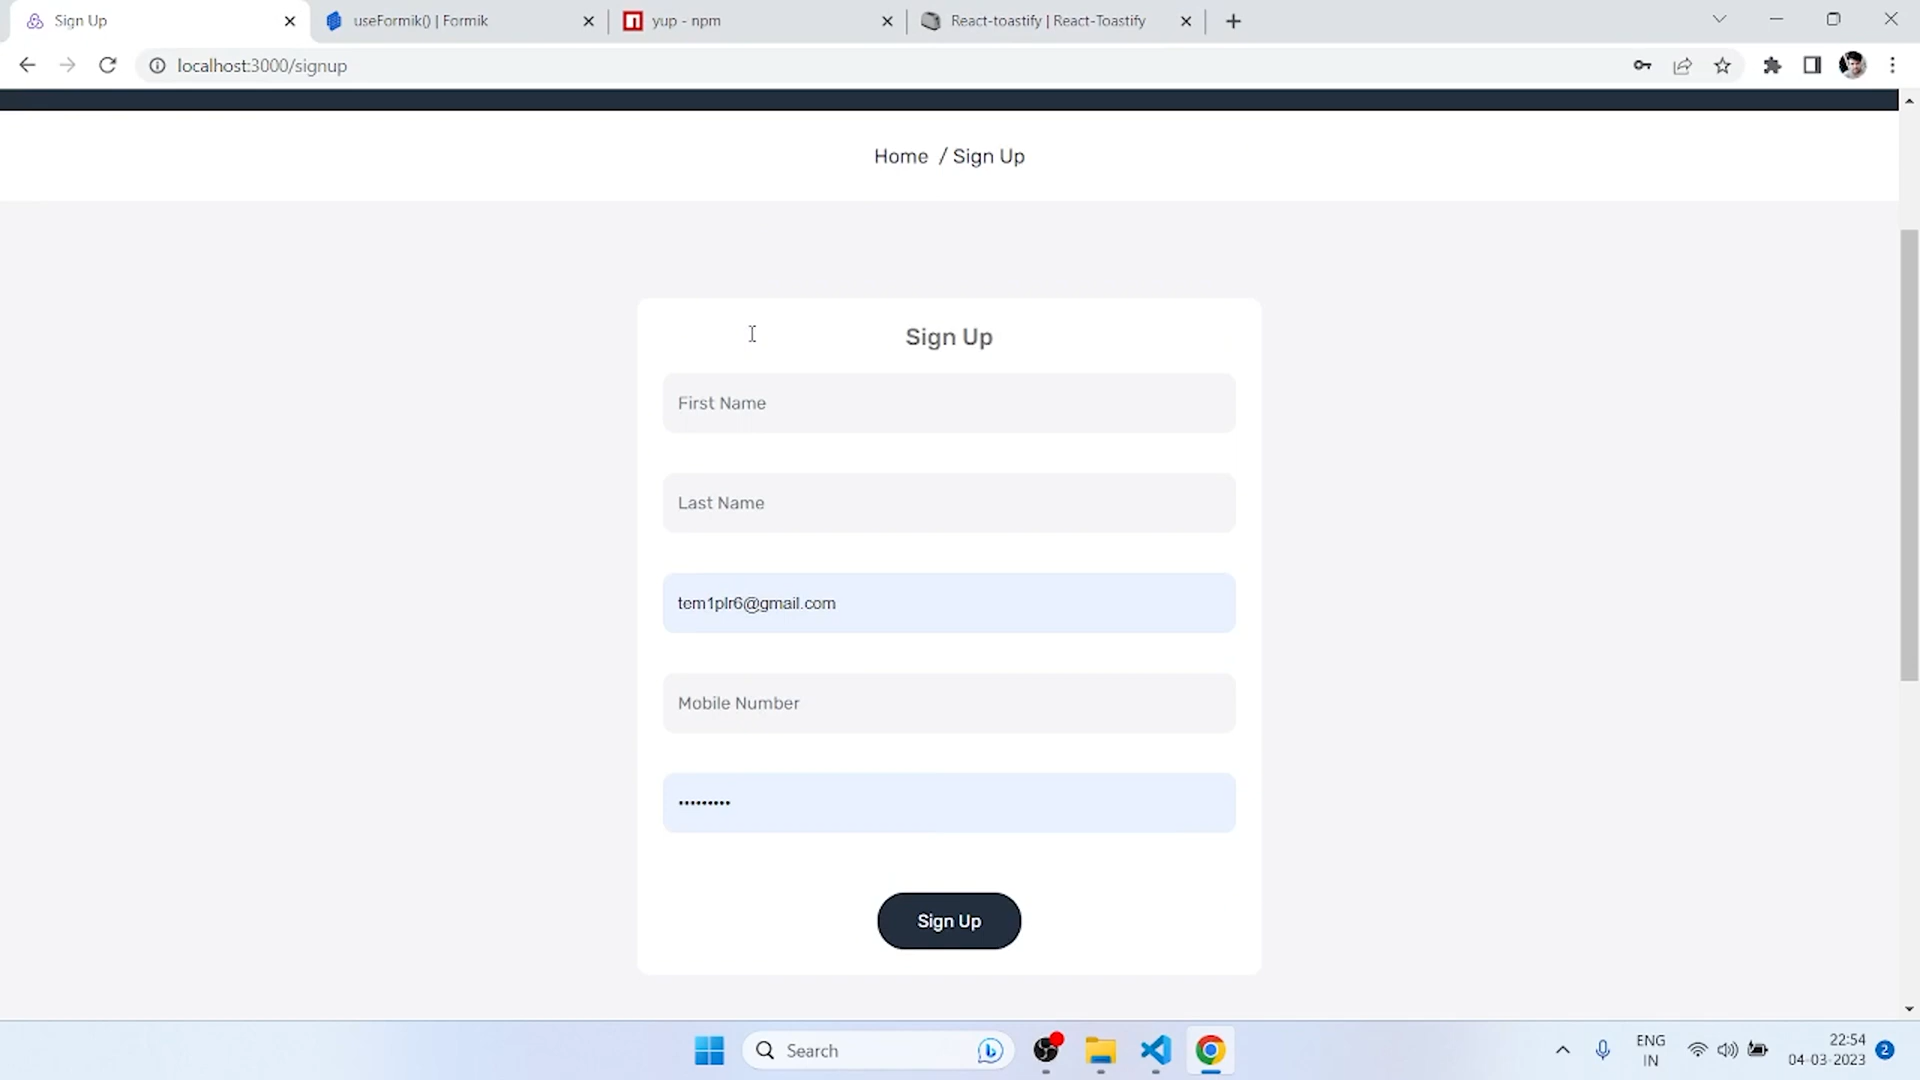 Sign Up
useFormik() | Formik
yup - npm
React-toastify | React-Toastify
localhost:3000/signup
Home / Sign Up
Sign Up
First Name
Last Name
tem1plr6@gmail.com
Mobile Number
•••••••••
Sign Up
Search
ENG
IN
22:54
04-03-2023
2